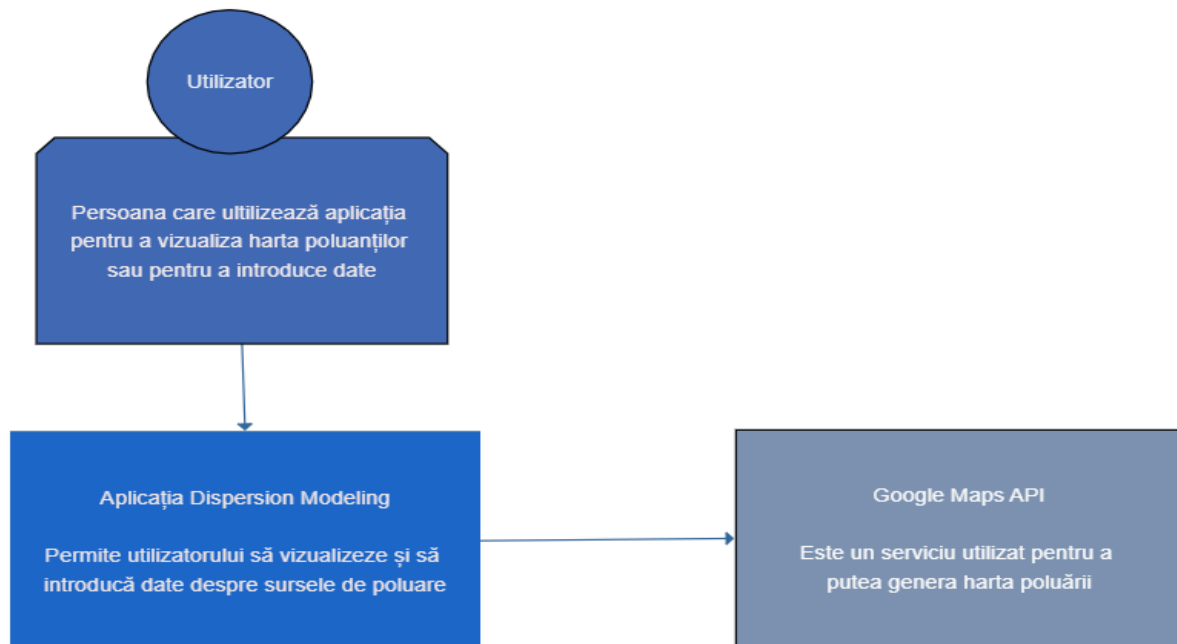 Utilizator
Persoana care ultilizează aplicația
pentru a vizualiza harta poluanților
sau pentru a introduce date
Aplicația Dispersion Modeling
Permite utilizatorului să vizualizeze și să
introducă date despre sursele de poluare
Google Maps API
Este un serviciu utilizat pentru a
putea genera harta poluării